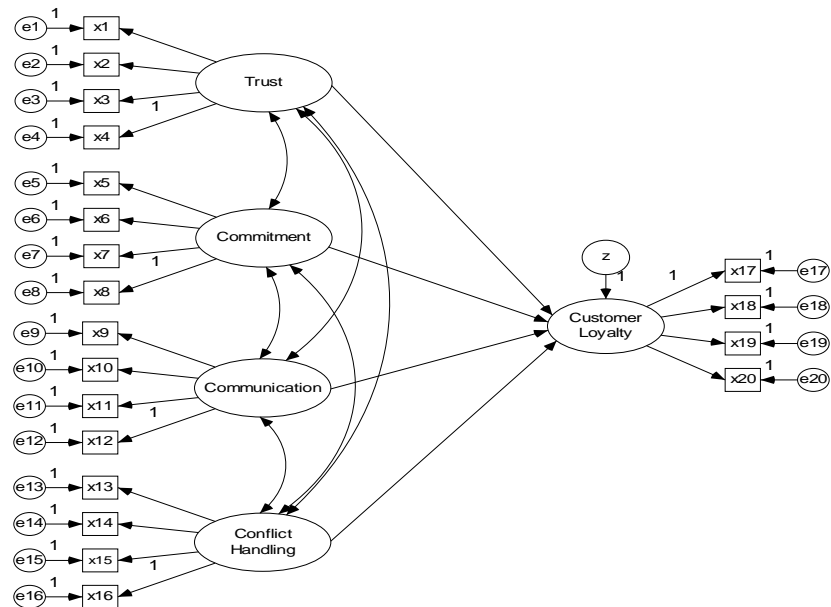 e1 1 x1
e2 1 x2
e3 1 x3
e4 1 x4
1
Trust
e5 1 x5
e6 1 x6
e7 1 x7
e8 1 x8
1
Commitment
e9 1 x9
e10 1 x10
e11 1 x11
e12 1 x12
1
Communication
e13 1 x13
e14 1 x14
e15 1 x15
e16 1 x16
1
Conflict
Handling
z
1
Customer
Loyalty
1
x17 1 e17
x18 1 e18
x19 1 e19
x20 1 e20